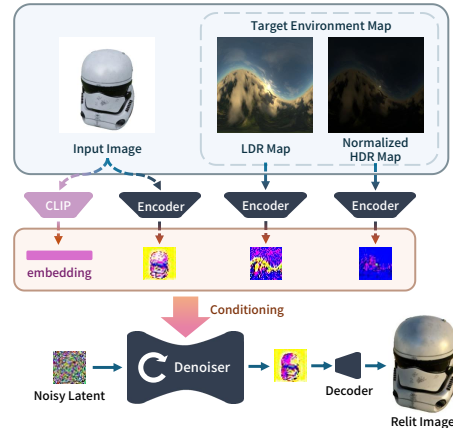 Target Environment Map
Input Image
LDR Map
Normalized
HDR Map
CLIP
Encoder
Encoder
Encoder
embedding
Conditioning
Denoiser
Noisy Latent
Decoder
Relit Image